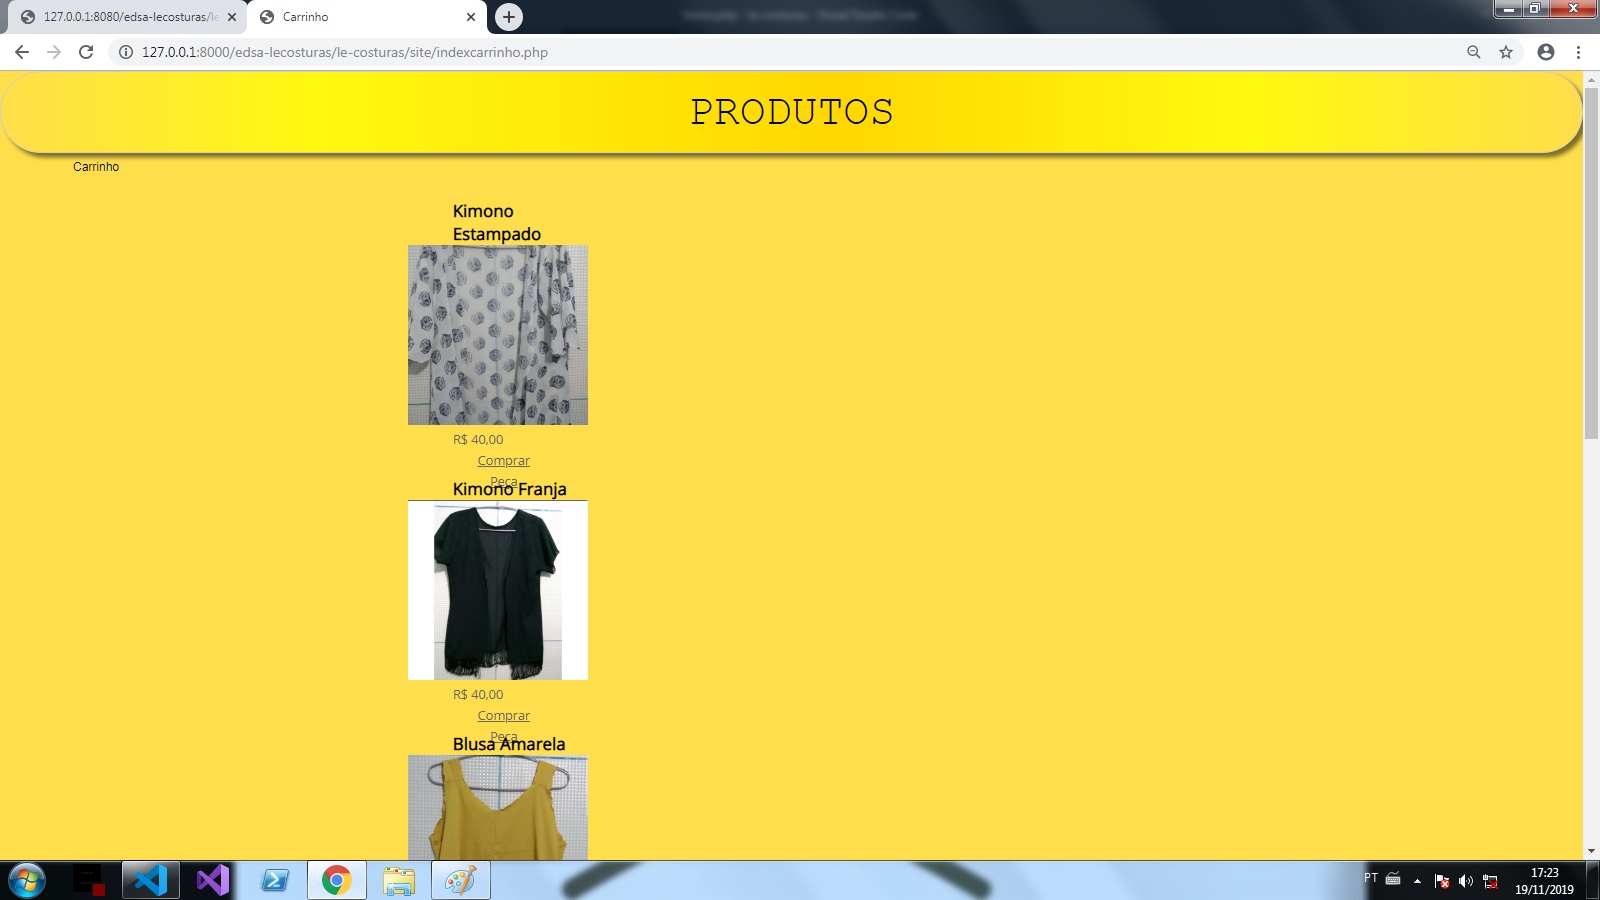 127.0.0.1:8080/edsa-lecosturas/le
Carrinho
127.0.0.1:8000/edsa-lecosturas/le-costuras/site/indexcarrinho.php
PRODUTOS
Carrinho
Kimono
Estampado
R$ 40,00
Comprar
Peça
Kimono Franja
R$ 40,00
Comprar
Peça
Blusa Amarela
PT
17:23
19/11/2019